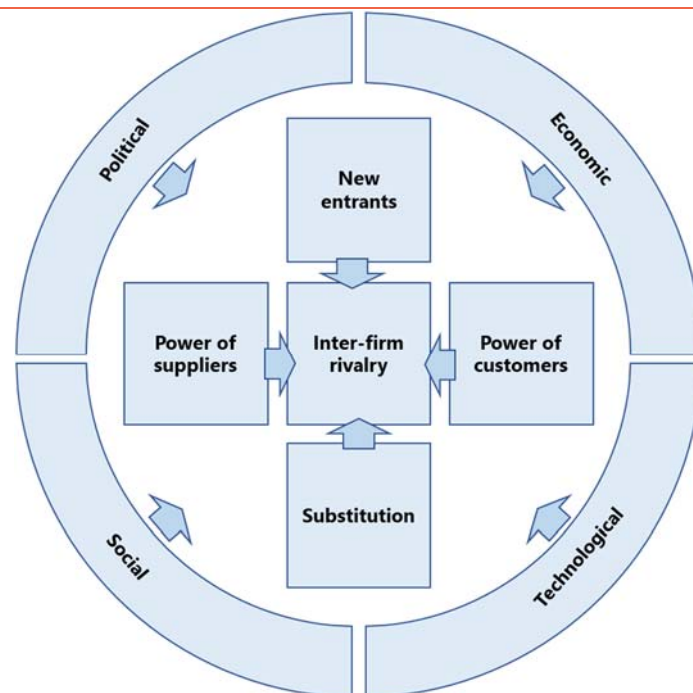 Political
Economic
New
entrants
Power of
suppliers
Inter-firm
rivalry
Power of
customers
Substitution
Social
Technological